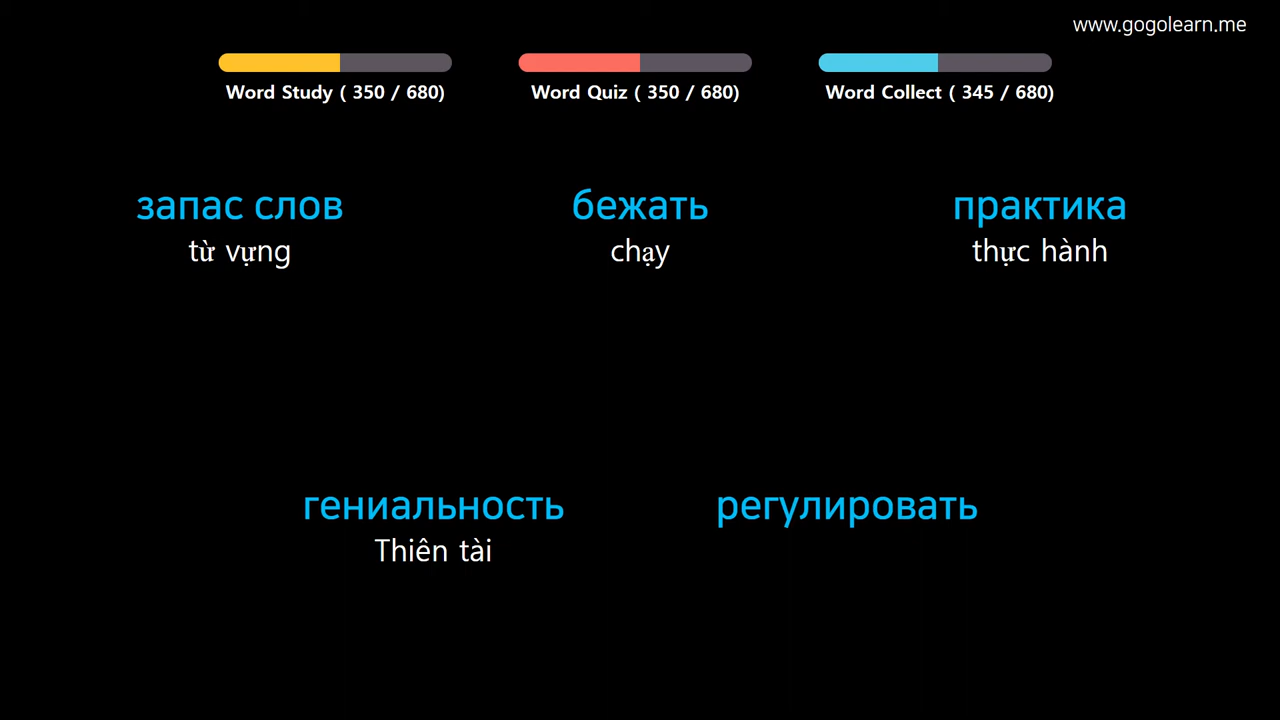 www.gogolearn.me
Word Study ( 350 / 680)
Word Quiz ( 350 / 680)
Word Collect ( 345 / 680)
запас слов
từ vựng
бежать
chạy
практика
thực hành
гениальность
Thiên tài
регулировать